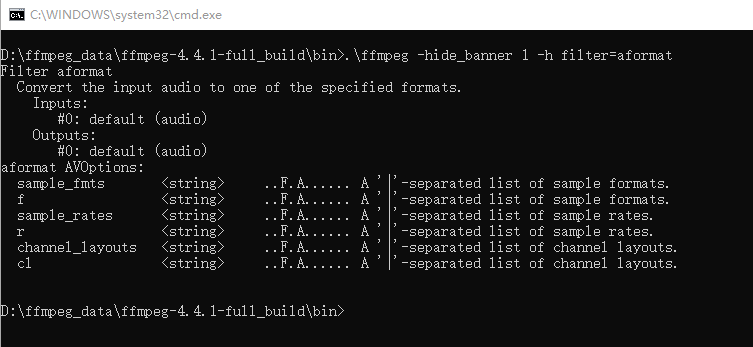 C:\WINDOWS\system32\cmd.exe
D:\ffmpeg_data\ffmpeg-4.4.1-full_build\bin>.\ffmpeg -hide_banner 1 -h filter=aformat
Filter aformat
  Convert the input audio to one of the specified formats.
    Inputs:
       #0: default (audio)
    Outputs:
       #0: default (audio)
aformat AVOptions:
  sample_fmts       <string>     ..F.A...... A '|'-separated list of sample formats.
  f                 <string>     ..F.A...... A '|'-separated list of sample formats.
  sample_rates      <string>     ..F.A...... A '|'-separated list of sample rates.
  r                 <string>     ..F.A...... A '|'-separated list of sample rates.
  channel_layouts   <string>     ..F.A...... A '|'-separated list of channel layouts.
  cl                <string>     ..F.A...... A '|'-separated list of channel layouts.
D:\ffmpeg_data\ffmpeg-4.4.1-full_build\bin>